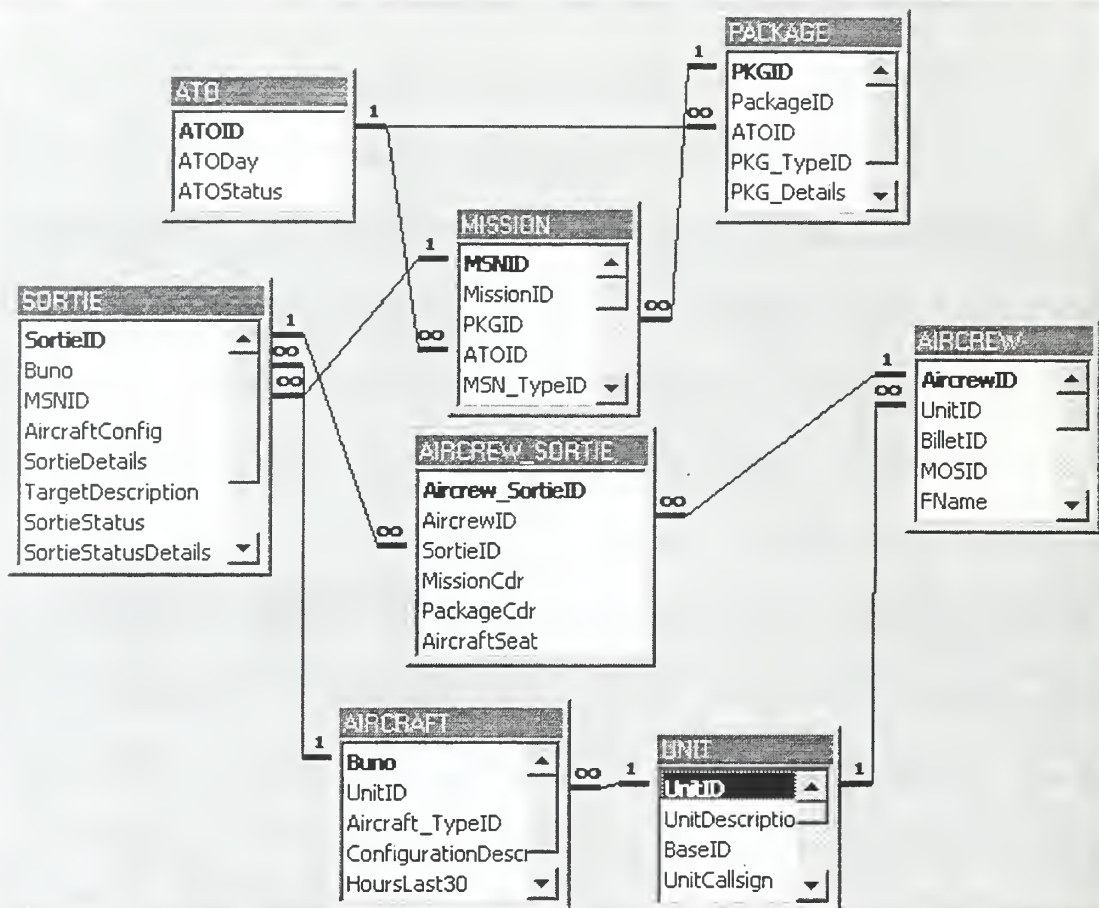 PACKAGE
PKGID
PackageID
ATOID
PKG_TypeID
PKG_Details
ATO
ATOID
ATODay
ATOStatus
1
1
∞
MISSION
MSNID
MissionID
PKGID
ATOID
MSN_TypeID
1
∞
∞
SORTIE
SortieID
Buno
MSNID
AircraftConfig
SortieDetails
TargetDescription
SortieStatus
SortieStatusDetails
1
∞
∞
AIRCREW
AircrewID
UnitID
BilletID
MOSID
FName
1
∞
AIRCREW_SORTIE
Aircrew_SortieID
AircrewID
SortieID
MissionCdr
PackageCdr
AircraftSeat
∞
∞
AIRCRAFT
Buno
UnitID
Aircraft_TypeID
ConfigurationDescr
HoursLast30
1
∞
1
UNIT
UnitID
UnitDescriptio
BaseID
UnitCallsign
1